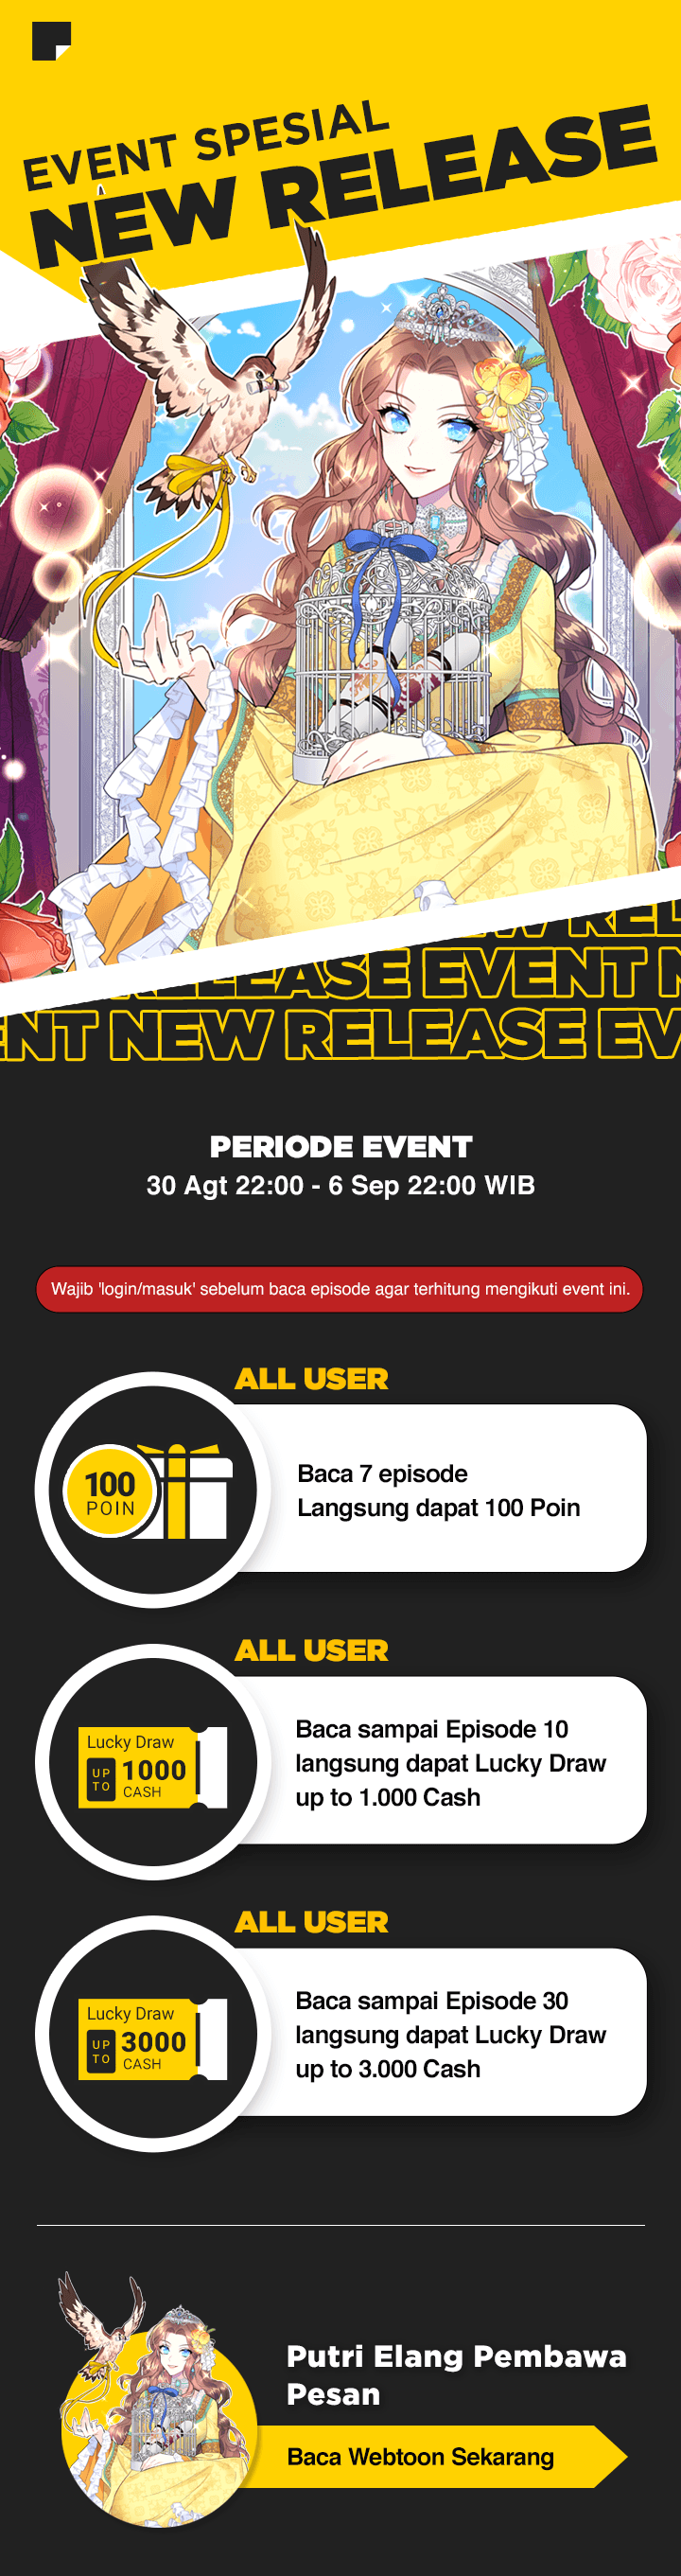 EVENT SPESIAL
NEW RELEASE
NEW REL
RELEASE EVENT N
ENT NEW RELEASE EV
PERIODE EVENT
30 Agt 22:00 - 6 Sep 22:00 WIB
Wajib 'login/masuk' sebelum baca episode agar terhitung mengikuti event ini.
ALL USER
100
POIN
Baca 7 episode
Langsung dapat 100 Poin
ALL USER
Lucky Draw
UP TO
1000
CASH
Baca sampai Episode 10
langsung dapat Lucky Draw
up to 1.000 Cash
ALL USER
Lucky Draw
UP TO
3000
CASH
Baca sampai Episode 30
langsung dapat Lucky Draw
up to 3.000 Cash
Putri Elang Pembawa
Pesan
Baca Webtoon Sekarang